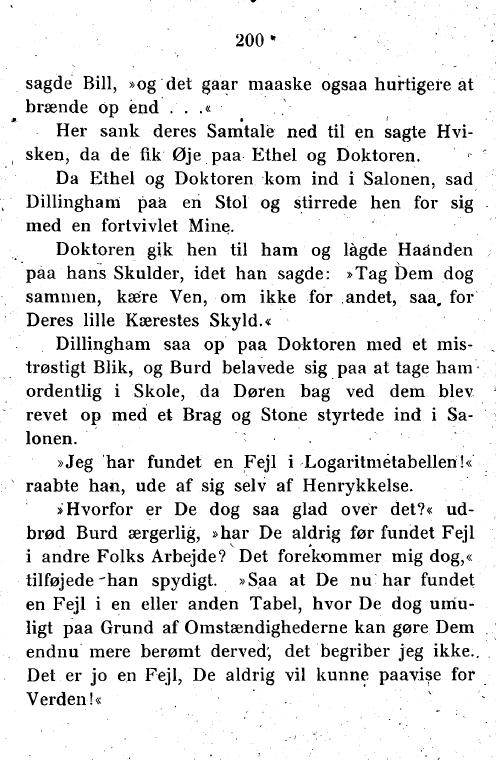 200
sagde Bill, »og det gaar maaske ogsaa hurtigere at
brænde op end . . .«
Her sank deres Samtale ned til en sagte Hvi-
sken, da de fik Øje paa Ethel og Doktoren.
Da Ethel og Doktoren kom ind i Salonen, sad
Dillingham paa en Stol og stirrede hen for sig
med en fortvivlet Mine.
Doktoren gik hen til ham og lagde Haanden
paa hans Skulder, idet han sagde: »Tag Dem dog
sammen, kære Ven, om ikke for andet, saa for
Deres lille Kærestes Skyld.«
Dillingham saa op paa Doktoren med et mis-
trøstigt Blik, og Burd belavede sig paa at tage ham
ordentlig i Skole, da Døren bag ved dem blev
revet op med et Brag og Stone styrtede ind i Sa-
lonen.
»Jeg har fundet en Fejl i Logaritmetabellen!«
raabte han, ude af sig selv af Henrykkelse.
»Hvorfor er De dog saa glad over det?« ud-
brød Burd ærgerlig, »har De aldrig før fundet Fejl
i andre Folks Arbejde? Det forekommer mig dog,«
tilføjede han spydigt. »Saa at De nu har fundet
en Fejl i en eller anden Tabel, hvor De dog umu-
ligt paa Grund af Omstændighederne kan gøre Dem
endnu mere berømt derved, det begriber jeg ikke.
Det er jo en Fejl, De aldrig vil kunne paavise for
Verden!«